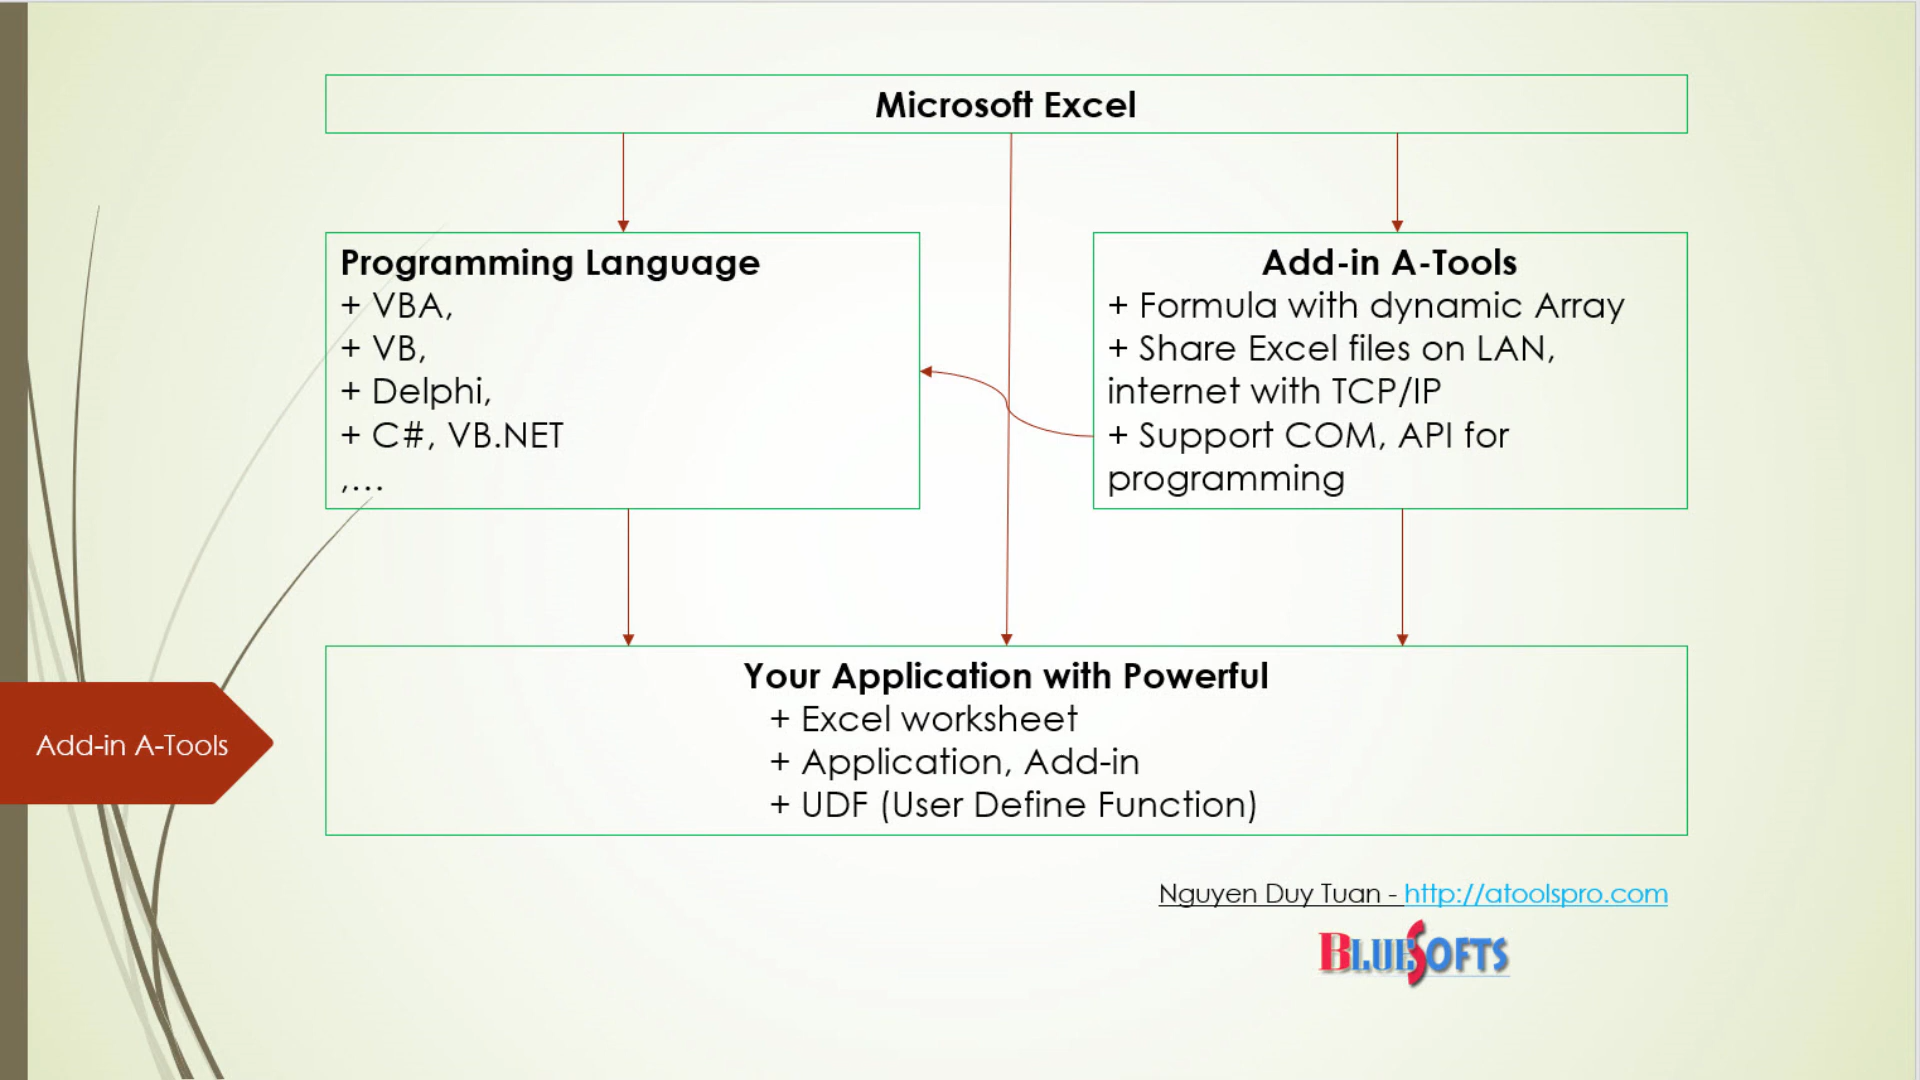 Microsoft Excel
Programming Language
+ VBA,
+ VB,
+ Delphi,
+ C#, VB.NET
,...
Add-in A-Tools
+ Formula with dynamic Array
+ Share Excel files on LAN,
internet with TCP/IP
+ Support COM, API for
programming
Your Application with Powerful
+ Excel worksheet
+ Application, Add-in
+ UDF (User Define Function)
Add-in A-Tools
Nguyen Duy Tuan - http://atoolspro.com
BLUESOFTS